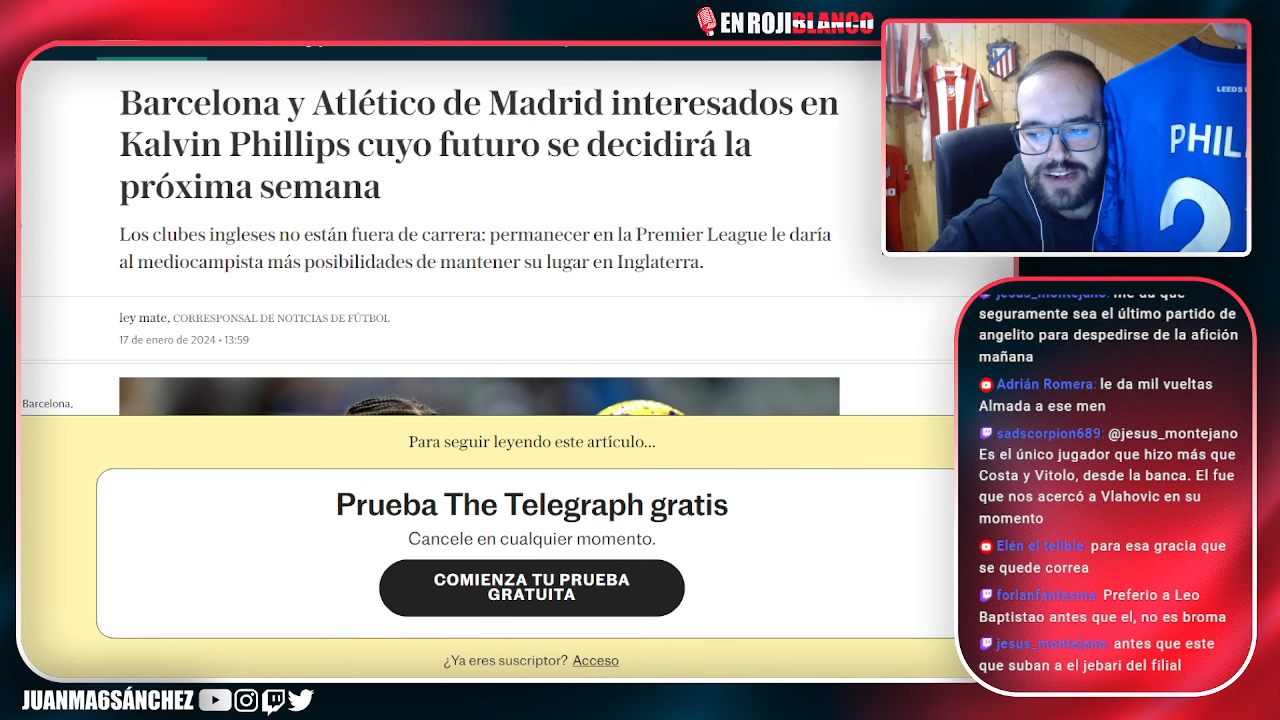 EN ROJIBLANCO
Barcelona y Atlético de Madrid interesados en
Kalvin Phillips cuyo futuro se decidirá la
próxima semana
Los clubes ingleses no están fuera de carrera: permanecer en la Premier League le daría
al mediocampista más posibilidades de mantener su lugar en Inglaterra.
ley mate, CORRESPONSAL DE NOTICIAS DE FÚTBOL
17 de enero de 2024 • 13:59
Barcelona,
Para seguir leyendo este artículo...
Prueba The Telegraph gratis
Cancele en cualquier momento.
COMIENZA TU PRUEBA
GRATUITA
¿Ya eres suscriptor? Acceso
LEEDS
PHIL
2
jesus_montejano: me da que
seguramente sea el último partido de
angelito para despedirse de la afición
mañana
Adrián Romera: le da mil vueltas
Almada a ese men
sadscorpion689: @jesus_montejano
Es el único jugador que hizo más que
Costa y Vitolo, desde la banca. El fue
que nos acercó a Vlahovic en su
momento
Elén el telible: para esa gracia que
se quede correa
forlanfantasma: Preferio a Leo
Baptistao antes que el, no es broma
jesus_montejano: antes que este
que suban a el jebari del filial
JUANMA6SÁNCHEZ